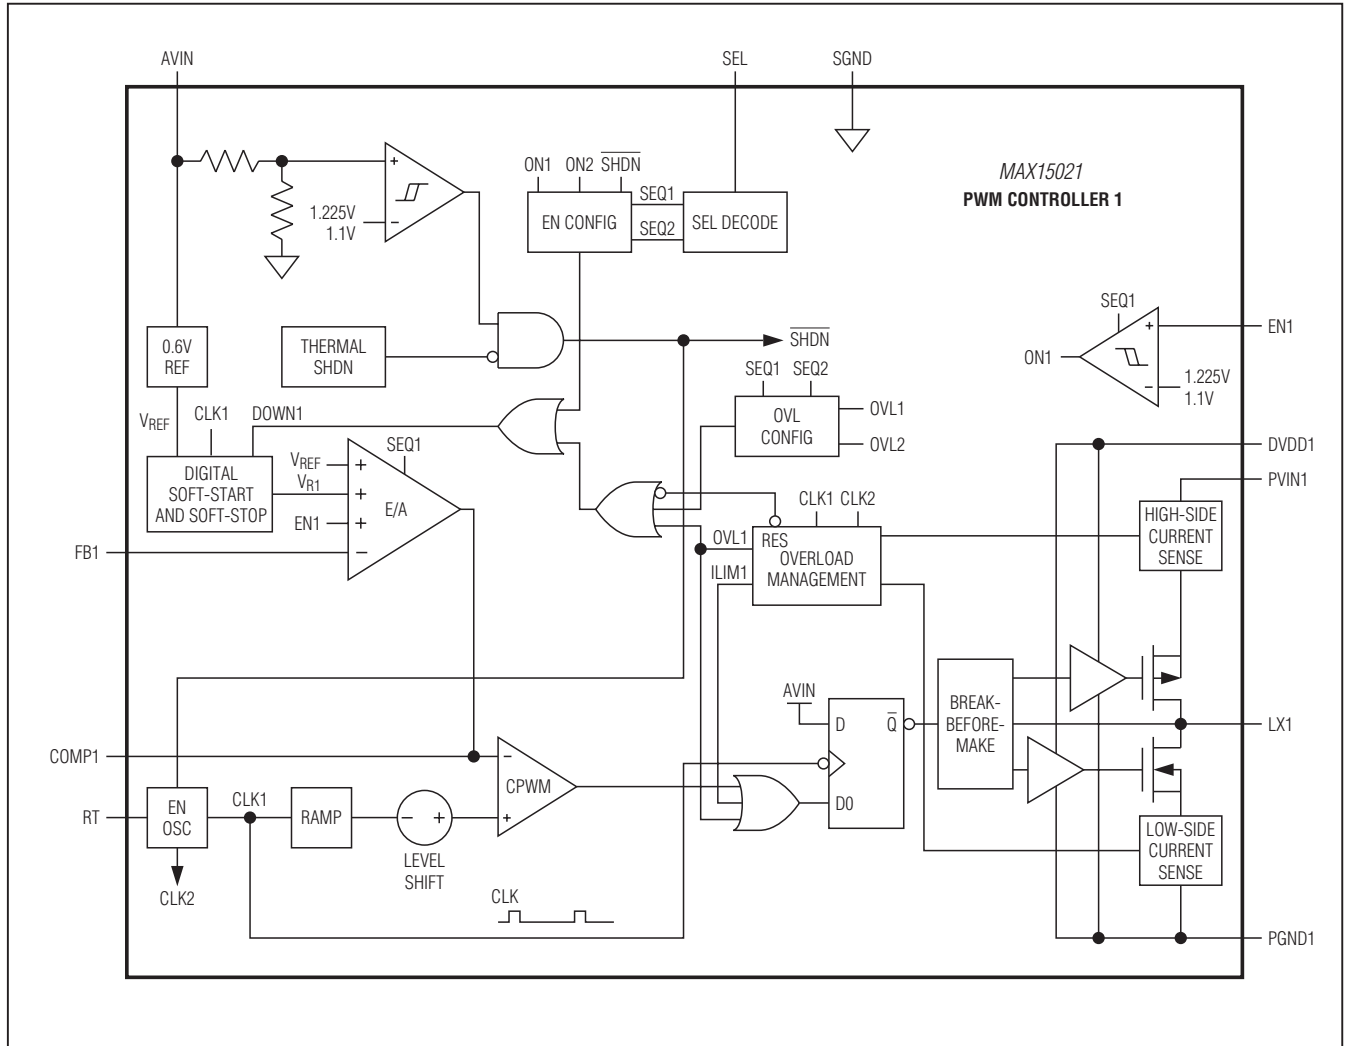 AVIN
SEL
SGND
MAX15021
PWM CONTROLLER 1
ON1 ON2 S̅H̅D̅N̅
+
1.225V
1.1V
−
EN CONFIG
SEQ1
SEQ2
SEL DECODE
0.6V
REF
THERMAL
SHDN
S̅H̅D̅N̅
SEQ1
+
EN1
ON1
1.225V
−
1.1V
SEQ1 SEQ2
OVL
CONFIG
OVL1
OVL2
VREF
CLK1
DOWN1
DIGITAL
SOFT-START
AND SOFT-STOP
SEQ1
VREF
+
VR1
+
EN1
+
−
E/A
FB1
DVDD1
PVIN1
HIGH-SIDE
CURRENT
SENSE
CLK1 CLK2
OVL1
RES
OVERLOAD
MANAGEMENT
ILIM1
AVIN
D
Q̅
D0
BREAK-
BEFORE-
MAKE
LX1
COMP1
−
CPWM
+
RT
EN
OSC
CLK1
RAMP
− +
LEVEL
SHIFT
CLK2
CLK
LOW-SIDE
CURRENT
SENSE
PGND1